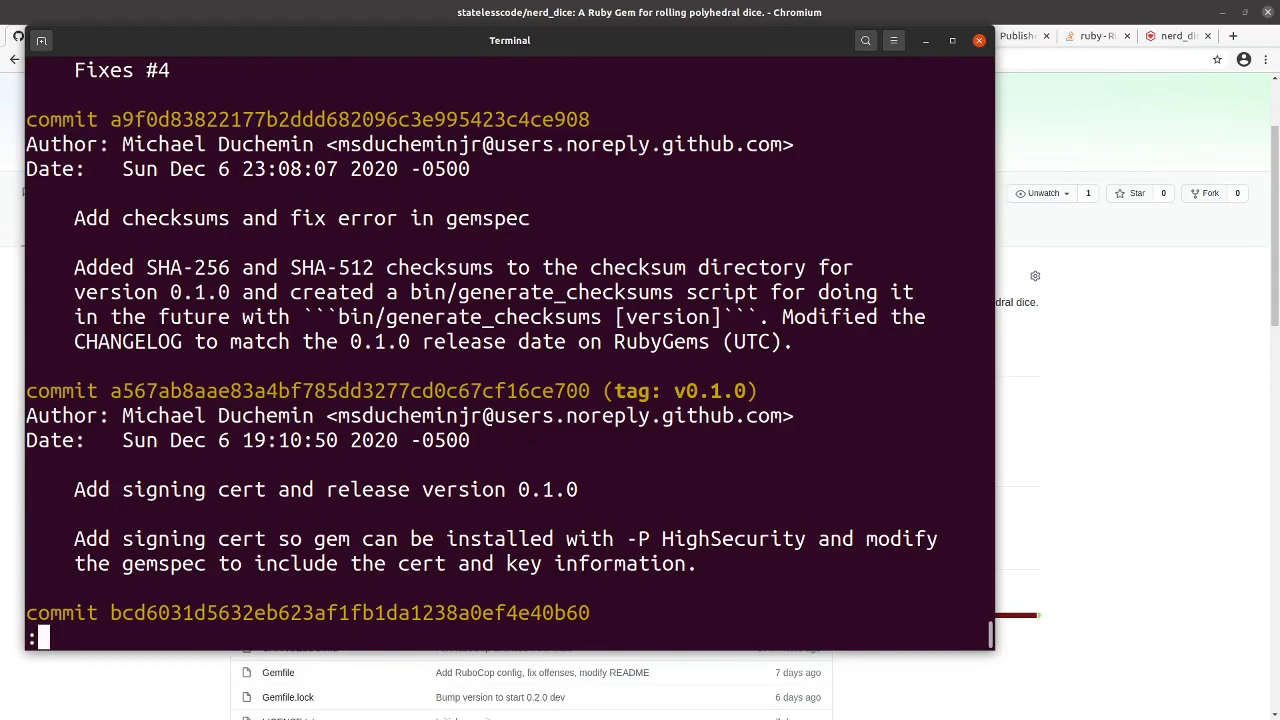 statelesscode/nerd_dice: A Ruby Gem for rolling polyhedral dice. - Chromium
Terminal
Publishe
ruby - R
nerd_di
Fixes #4
commit a9f0d83822177b2ddd682096c3e995423c4ce908
Author: Michael Duchemin <msducheminjr@users.noreply.github.com>
Date:   Sun Dec 6 23:08:07 2020 -0500
Unwatch
1
Star
0
Fork
0
Add checksums and fix error in gemspec
Added SHA-256 and SHA-512 checksums to the checksum directory for
version 0.1.0 and created a bin/generate_checksums script for doing it
in the future with ```bin/generate_checksums [version]```. Modified the
CHANGELOG to match the 0.1.0 release date on RubyGems (UTC).
dral dice.
commit a567ab8aae83a4bf785dd3277cd0c67cf16ce700 (tag: v0.1.0)
Author: Michael Duchemin <msducheminjr@users.noreply.github.com>
Date:   Sun Dec 6 19:10:50 2020 -0500
Add signing cert and release version 0.1.0
Add signing cert so gem can be installed with -P HighSecurity and modify
the gemspec to include the cert and key information.
commit bcd6031d5632eb623af1fb1da1238a0ef4e40b60
:
Gemfile
Add RuboCop config, fix offenses, modify README
7 days ago
Gemfile.lock
Bump version to start 0.2.0 dev
6 days ago